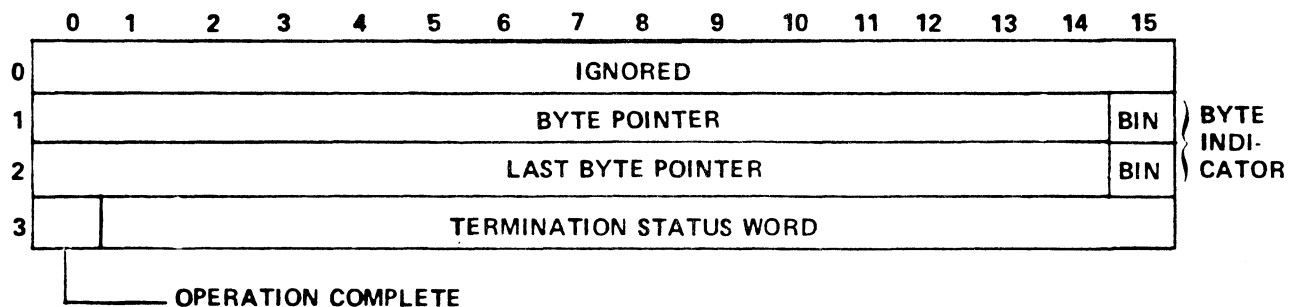 0 1 2 3 4 5 6 7 8 9 10 11 12 13 14 15
0 IGNORED
1 BYTE POINTER BIN BYTE
INDI-
2 LAST BYTE POINTER BIN CATOR
3 TERMINATION STATUS WORD
OPERATION COMPLETE